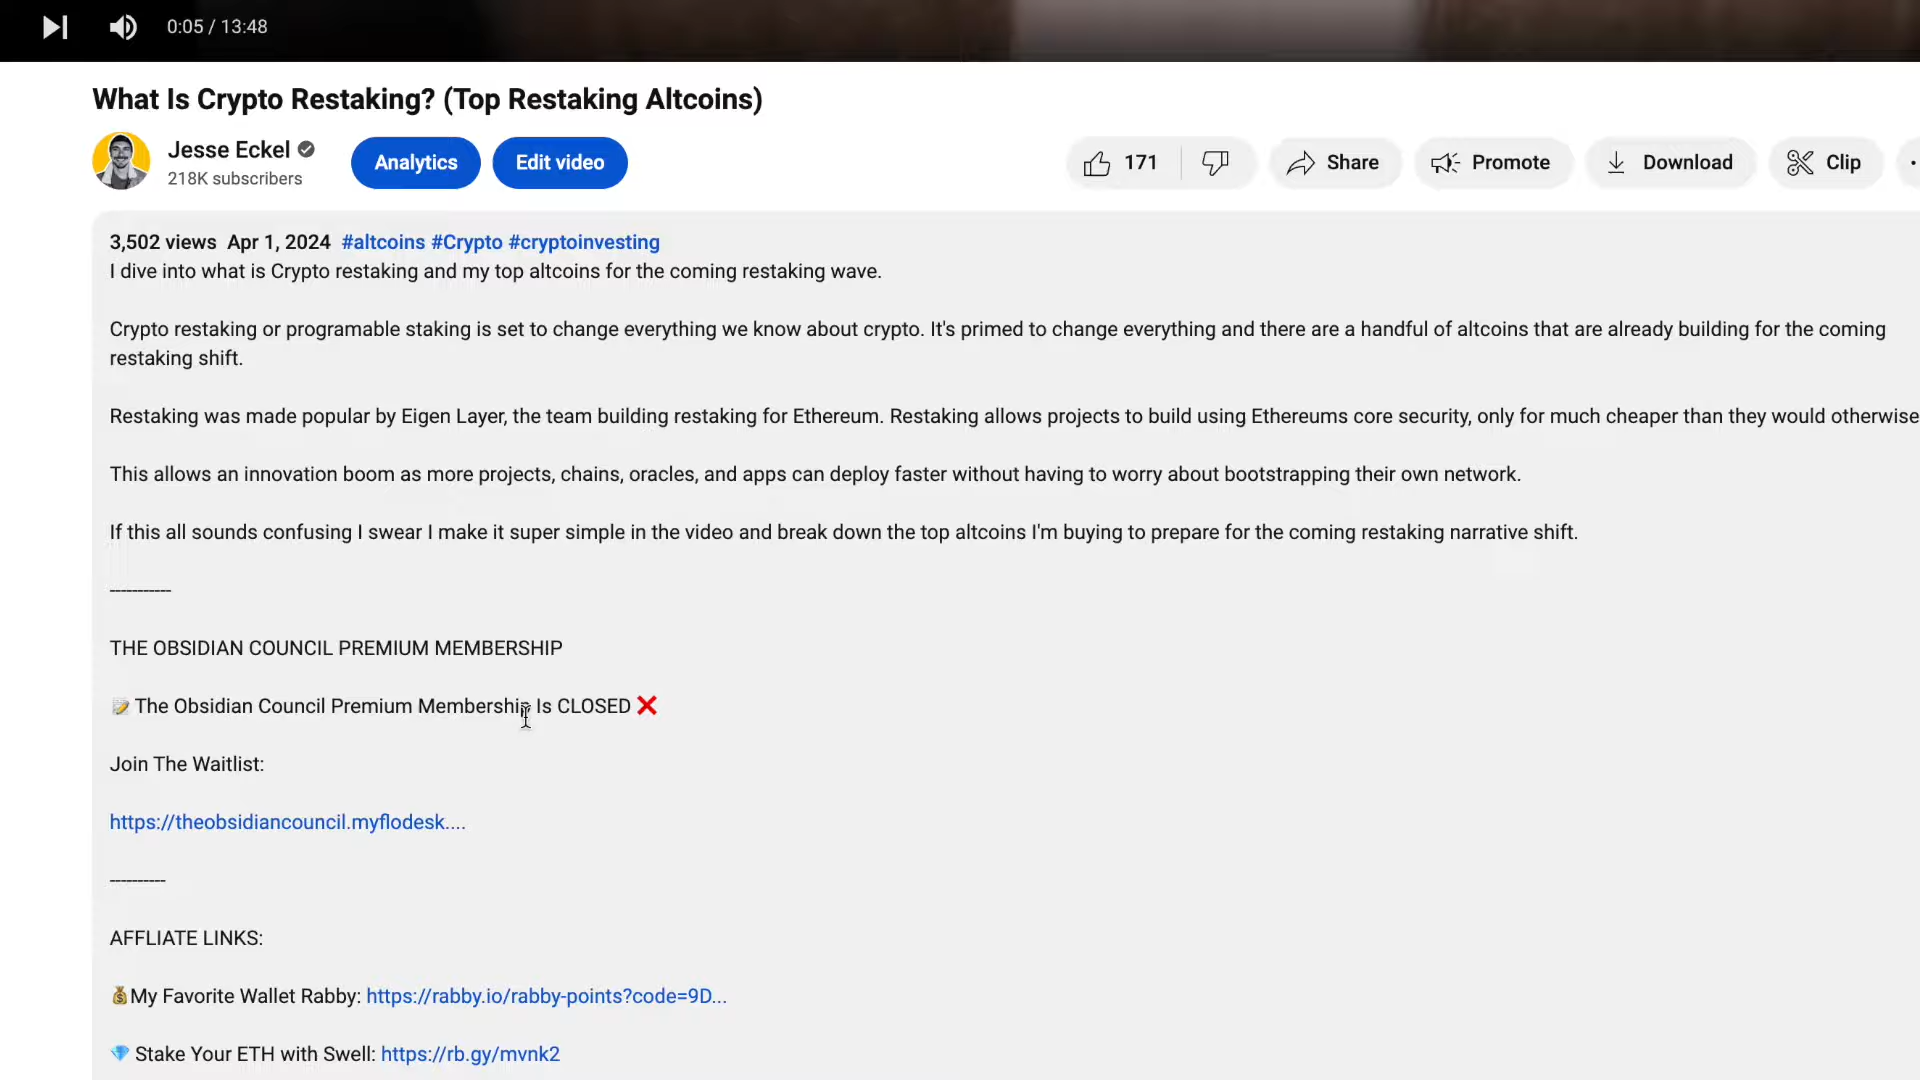 0:05 / 13:48
What Is Crypto Restaking? (Top Restaking Altcoins)
Jesse Eckel
218K subscribers
Analytics
Edit video
171
Share
Promote
Download
Clip
3,502 views Apr 1, 2024 #altcoins #Crypto #cryptoinvesting
I dive into what is Crypto restaking and my top altcoins for the coming restaking wave.
Crypto restaking or programable staking is set to change everything we know about crypto. It's primed to change everything and there are a handful of altcoins that are already building for the coming
restaking shift.
Restaking was made popular by Eigen Layer, the team building restaking for Ethereum. Restaking allows projects to build using Ethereums core security, only for much cheaper than they would otherwise
This allows an innovation boom as more projects, chains, oracles, and apps can deploy faster without having to worry about bootstrapping their own network.
If this all sounds confusing I swear I make it super simple in the video and break down the top altcoins I'm buying to prepare for the coming restaking narrative shift.
-----------
THE OBSIDIAN COUNCIL PREMIUM MEMBERSHIP
📝 The Obsidian Council Premium Membership Is CLOSED ❌
Join The Waitlist:
https://theobsidiancouncil.myflodesk....
----------
AFFLIATE LINKS:
💰My Favorite Wallet Rabby: https://rabby.io/rabby-points?code=9D...
💎 Stake Your ETH with Swell: https://rb.gy/mvnk2